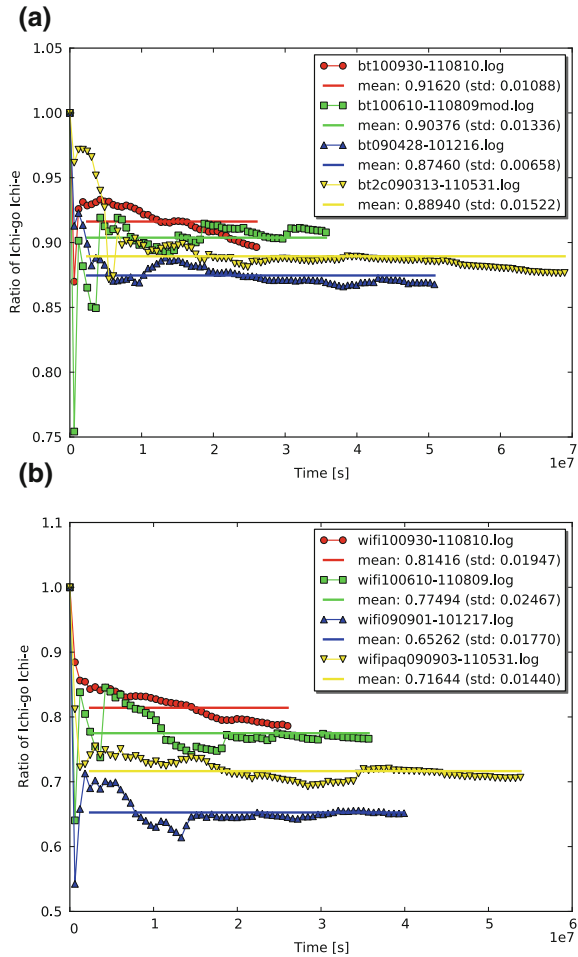 (a)
1.05
1.00
0.95
0.90
0.85
0.80
0.75
Ratio of Ichi-go Ichi-e
bt100930-110810.log
mean: 0.91620 (std: 0.01088)
bt100610-110809mod.log
mean: 0.90376 (std: 0.01336)
bt090428-101216.log
mean: 0.87460 (std: 0.00658)
bt2c090313-110531.log
mean: 0.88940 (std: 0.01522)
0 1 2 3 4 5 6 7
1e7
Time [s]
(b)
1.1
1.0
0.9
0.8
0.7
0.6
0.5
Ratio of Ichi-go Ichi-e
wifi100930-110810.log
mean: 0.81416 (std: 0.01947)
wifi100610-110809.log
mean: 0.77494 (std: 0.02467)
wifi090901-101217.log
mean: 0.65262 (std: 0.01770)
wifipaq090903-110531.log
mean: 0.71644 (std: 0.01440)
0 1 2 3 4 5 6
1e7
Time [s]